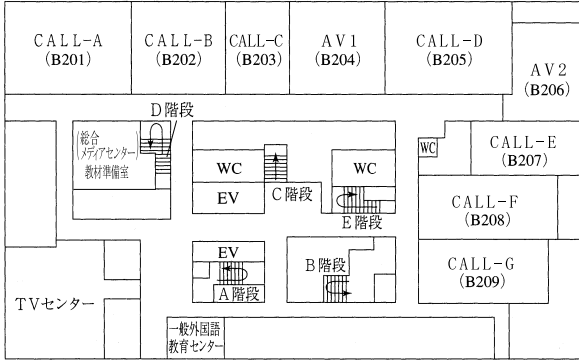 CALL-A
(B201)
CALL-B
(B202)
CALL-C
(B203)
AV1
(B204)
CALL-D
(B205)
AV2
(B206)
D階段
(総合
メディアセンター)
教材準備室
WC
EV
C階段
WC
E階段
WC
CALL-E
(B207)
CALL-F
(B208)
CALL-G
(B209)
EV
A階段
B階段
TVセンター
一般外国語
教育センター